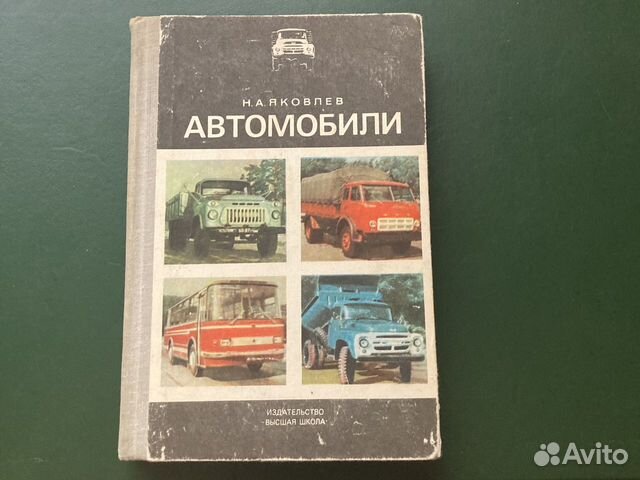 Н.А.ЯКОВЛЕВ
АВТОМОБИЛИ
ИЗДАТЕЛЬСТВО
·ВЫСШАЯ ШКОЛА·
Avito